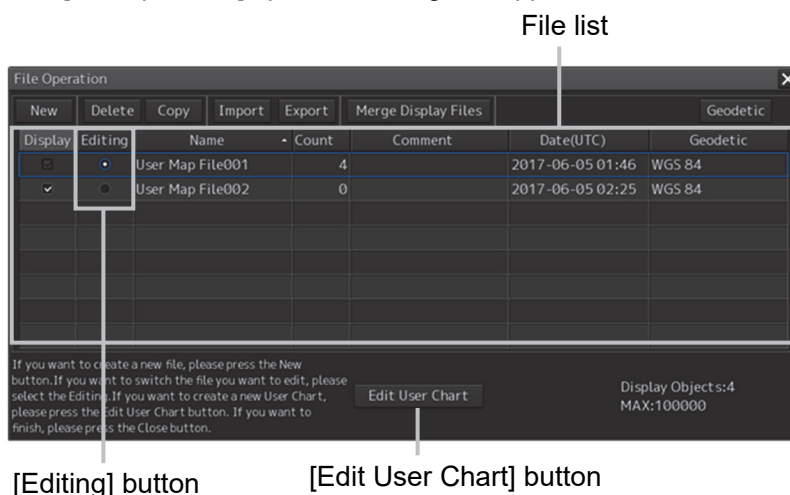 File list
File Operation
New Delete Copy Import Export Merge Display Files Geodetic
Display Editing Name Count Comment Date(UTC) Geodetic
User Map File001 4 2017-06-05 01:46 WGS 84
User Map File002 0 2017-06-05 02:25 WGS 84
If you want to create a new file, please press the New
button.If you want to switch the file you want to edit, please
select the Editing.If you want to create a new User Chart,
please press the Edit User Chart button. If you want to
finish, please press the Close button.
Edit User Chart
Display Objects:4
MAX:100000
[Editing] button
[Edit User Chart] button